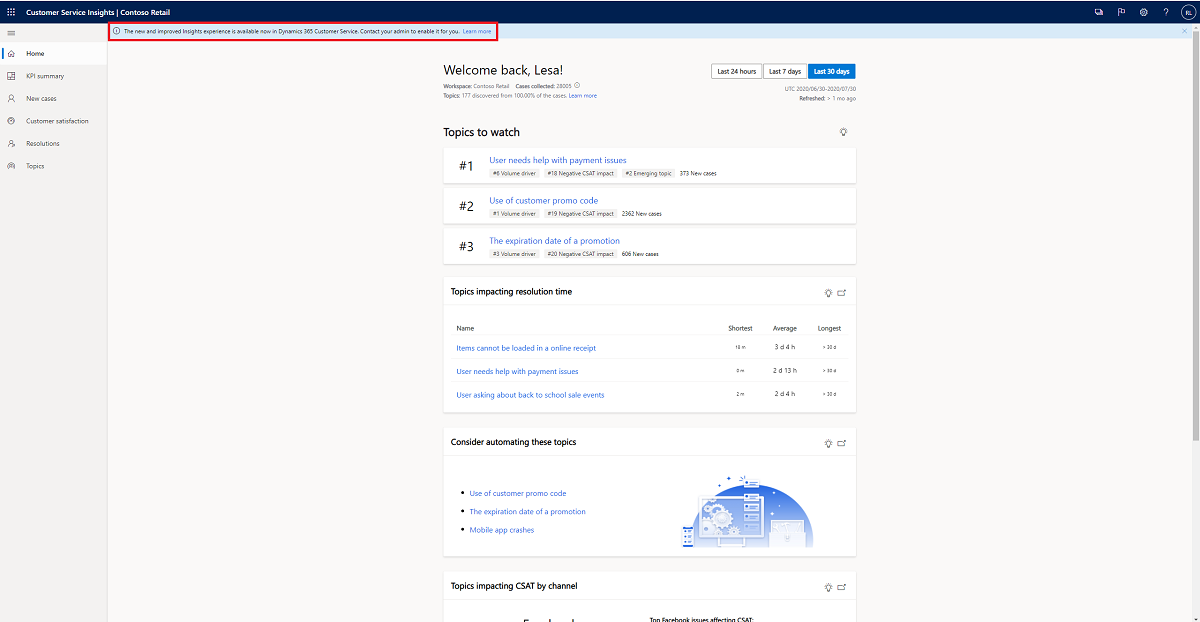 Customer Service Insights | Contoso Retail
RL
The new and improved Insights experience is available now in Dynamics 365 Customer Service. Contact your admin to enable it for you. Learn more
Home
KPI summary
New cases
Customer satisfaction
Resolutions
Topics
Welcome back, Lesa!
Workspace: Contoso Retail Cases collected: 28005
Topics: 177 discovered from 100.00% of the cases. Learn more
Last 24 hours Last 7 days Last 30 days
UTC 2020/06/30-2020/07/30
Refreshed: > 1 mo ago
Topics to watch
#1 User needs help with payment issues
#6 Volume driver #18 Negative CSAT impact #2 Emerging topic 373 New cases
#2 Use of customer promo code
#1 Volume driver #19 Negative CSAT impact 2362 New cases
#3 The expiration date of a promotion
#3 Volume driver #20 Negative CSAT impact 606 New cases
Topics impacting resolution time
Name Shortest Average Longest
Items cannot be loaded in a online receipt 18 m 3 d 4 h > 30 d
User needs help with payment issues 0 m 2 d 13 h > 30 d
User asking about back to school sale events 2 m 2 d 4 h > 30 d
Consider automating these topics
• Use of customer promo code
• The expiration date of a promotion
• Mobile app crashes
Topics impacting CSAT by channel
Top Facebook issues affecting CSAT: